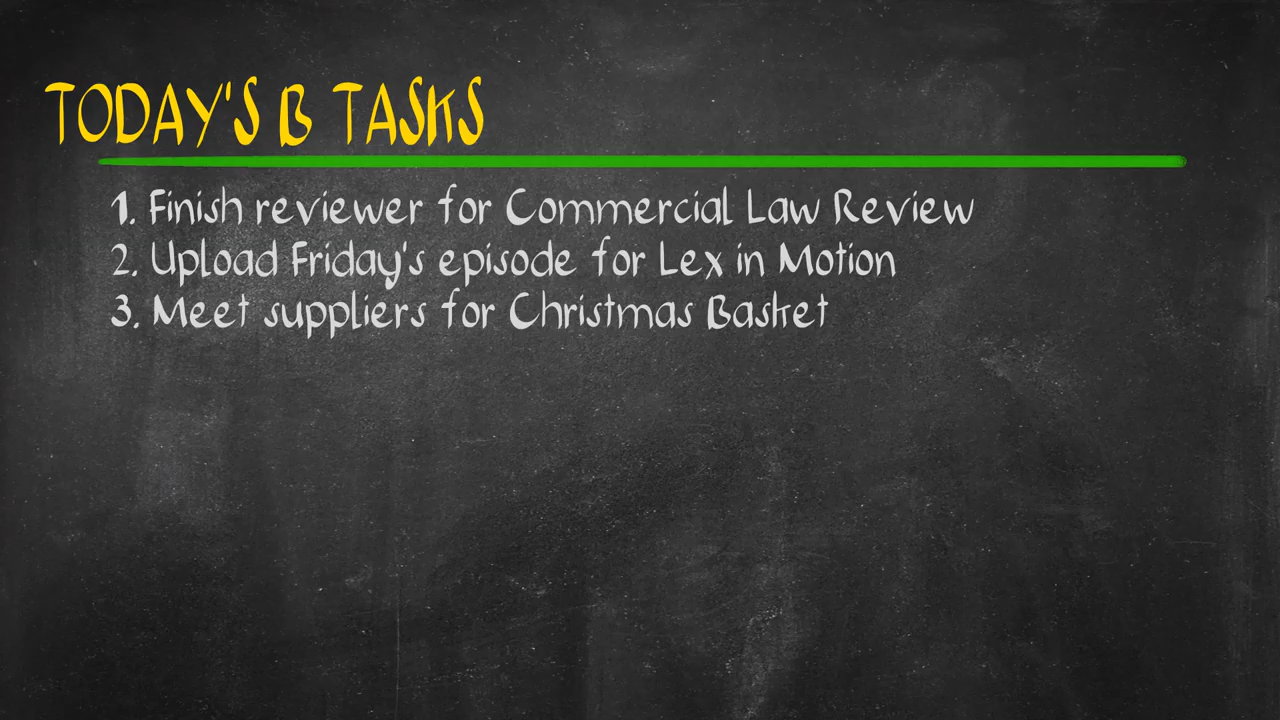 TODAY'S B TASKS
1. Finish reviewer for Commercial Law Review
2. Upload Friday's episode for Lex in Motion
3. Meet suppliers for Christmas Basket